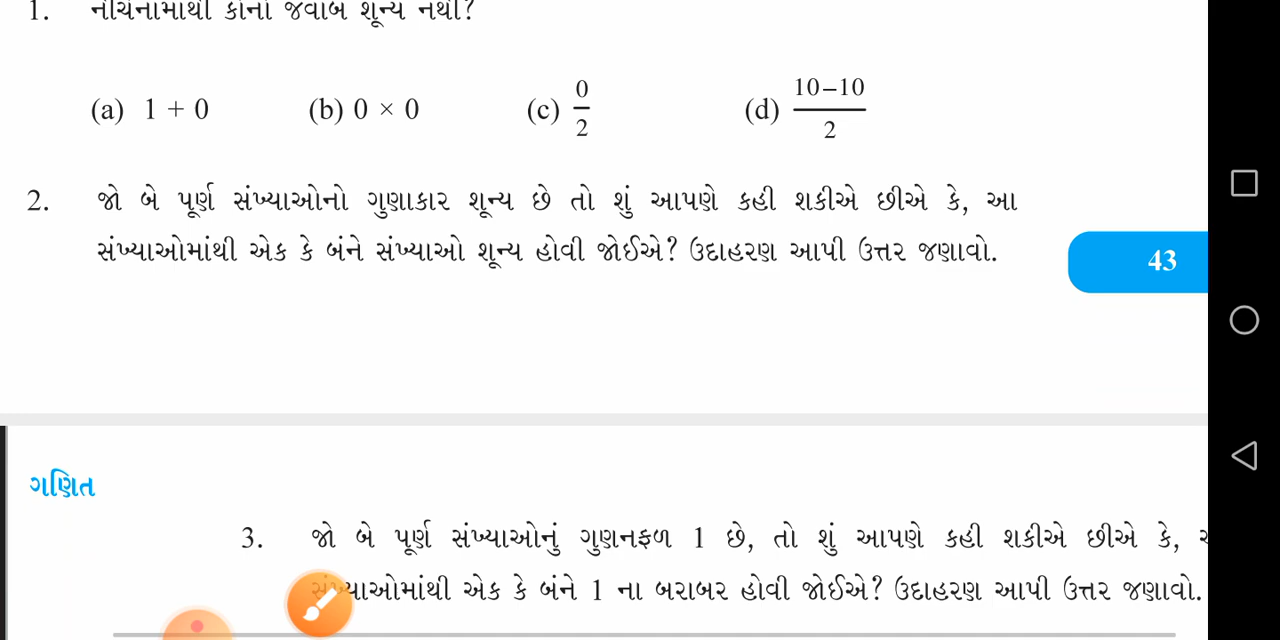 1. નીચેનામાંથી કોનો જવાબ શૂન્ય નથી?
(a) 1 + 0 (b) 0 × 0 (c) 0/2 (d) 10–10/2
2. જો બે પૂર્ણ સંખ્યાઓનો ગુણાકાર શૂન્ય છે તો શું આપણે કહી શકીએ છીએ કે, આ
સંખ્યાઓમાંથી એક કે બંને સંખ્યાઓ શૂન્ય હોવી જોઈએ? ઉદાહરણ આપી ઉત્તર જણાવો.
43
ગણિત
3. જો બે પૂર્ણ સંખ્યાઓનું ગુણનફળ 1 છે, તો શું આપણે કહી શકીએ છીએ કે,
સંખ્યાઓમાંથી એક કે બંને 1 ના બરાબર હોવી જોઈએ? ઉદાહરણ આપી ઉત્તર જણાવો.